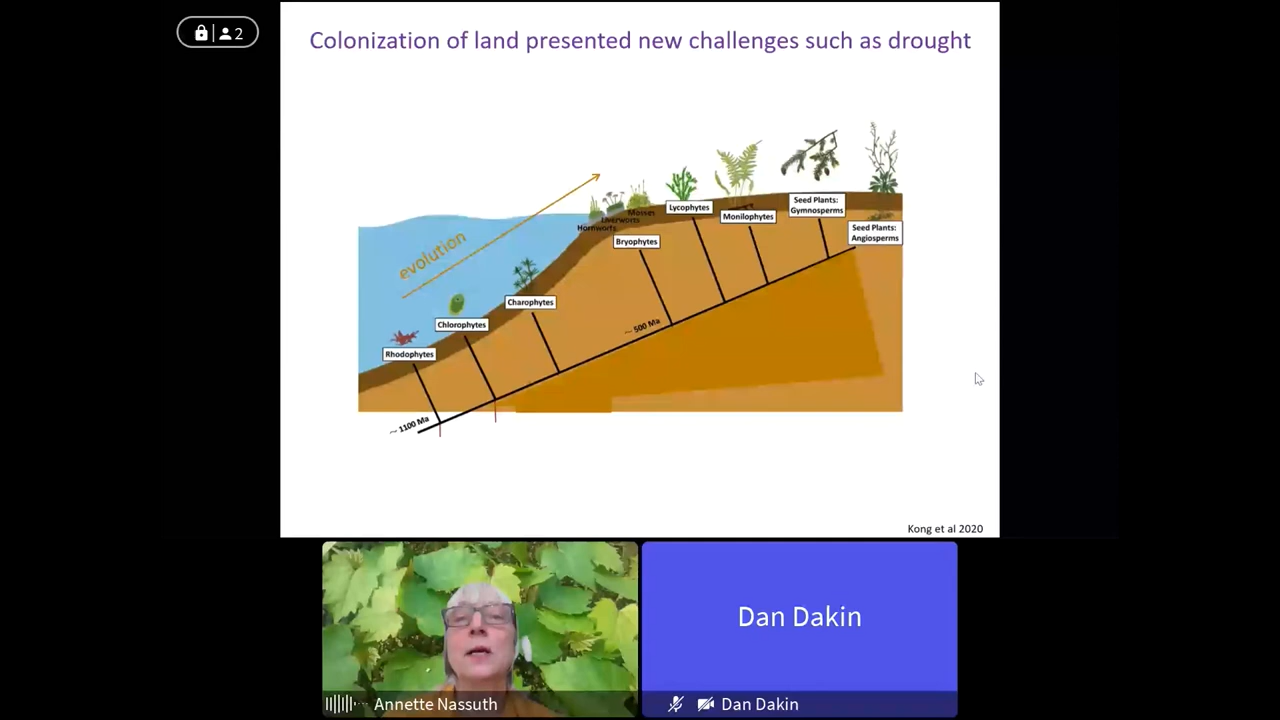 2
Colonization of land presented new challenges such as drought
evolution
Rhodophytes
Chlorophytes
Charophytes
Hornworts
Liverworts
Mosses
Bryophytes
Lycophytes
Monilophytes
Seed Plants:
Gymnosperms
Seed Plants:
Angiosperms
~ 1100 Ma
~ 500 Ma
Kong et al 2020
Dan Dakin
Annette Nassuth
Dan Dakin